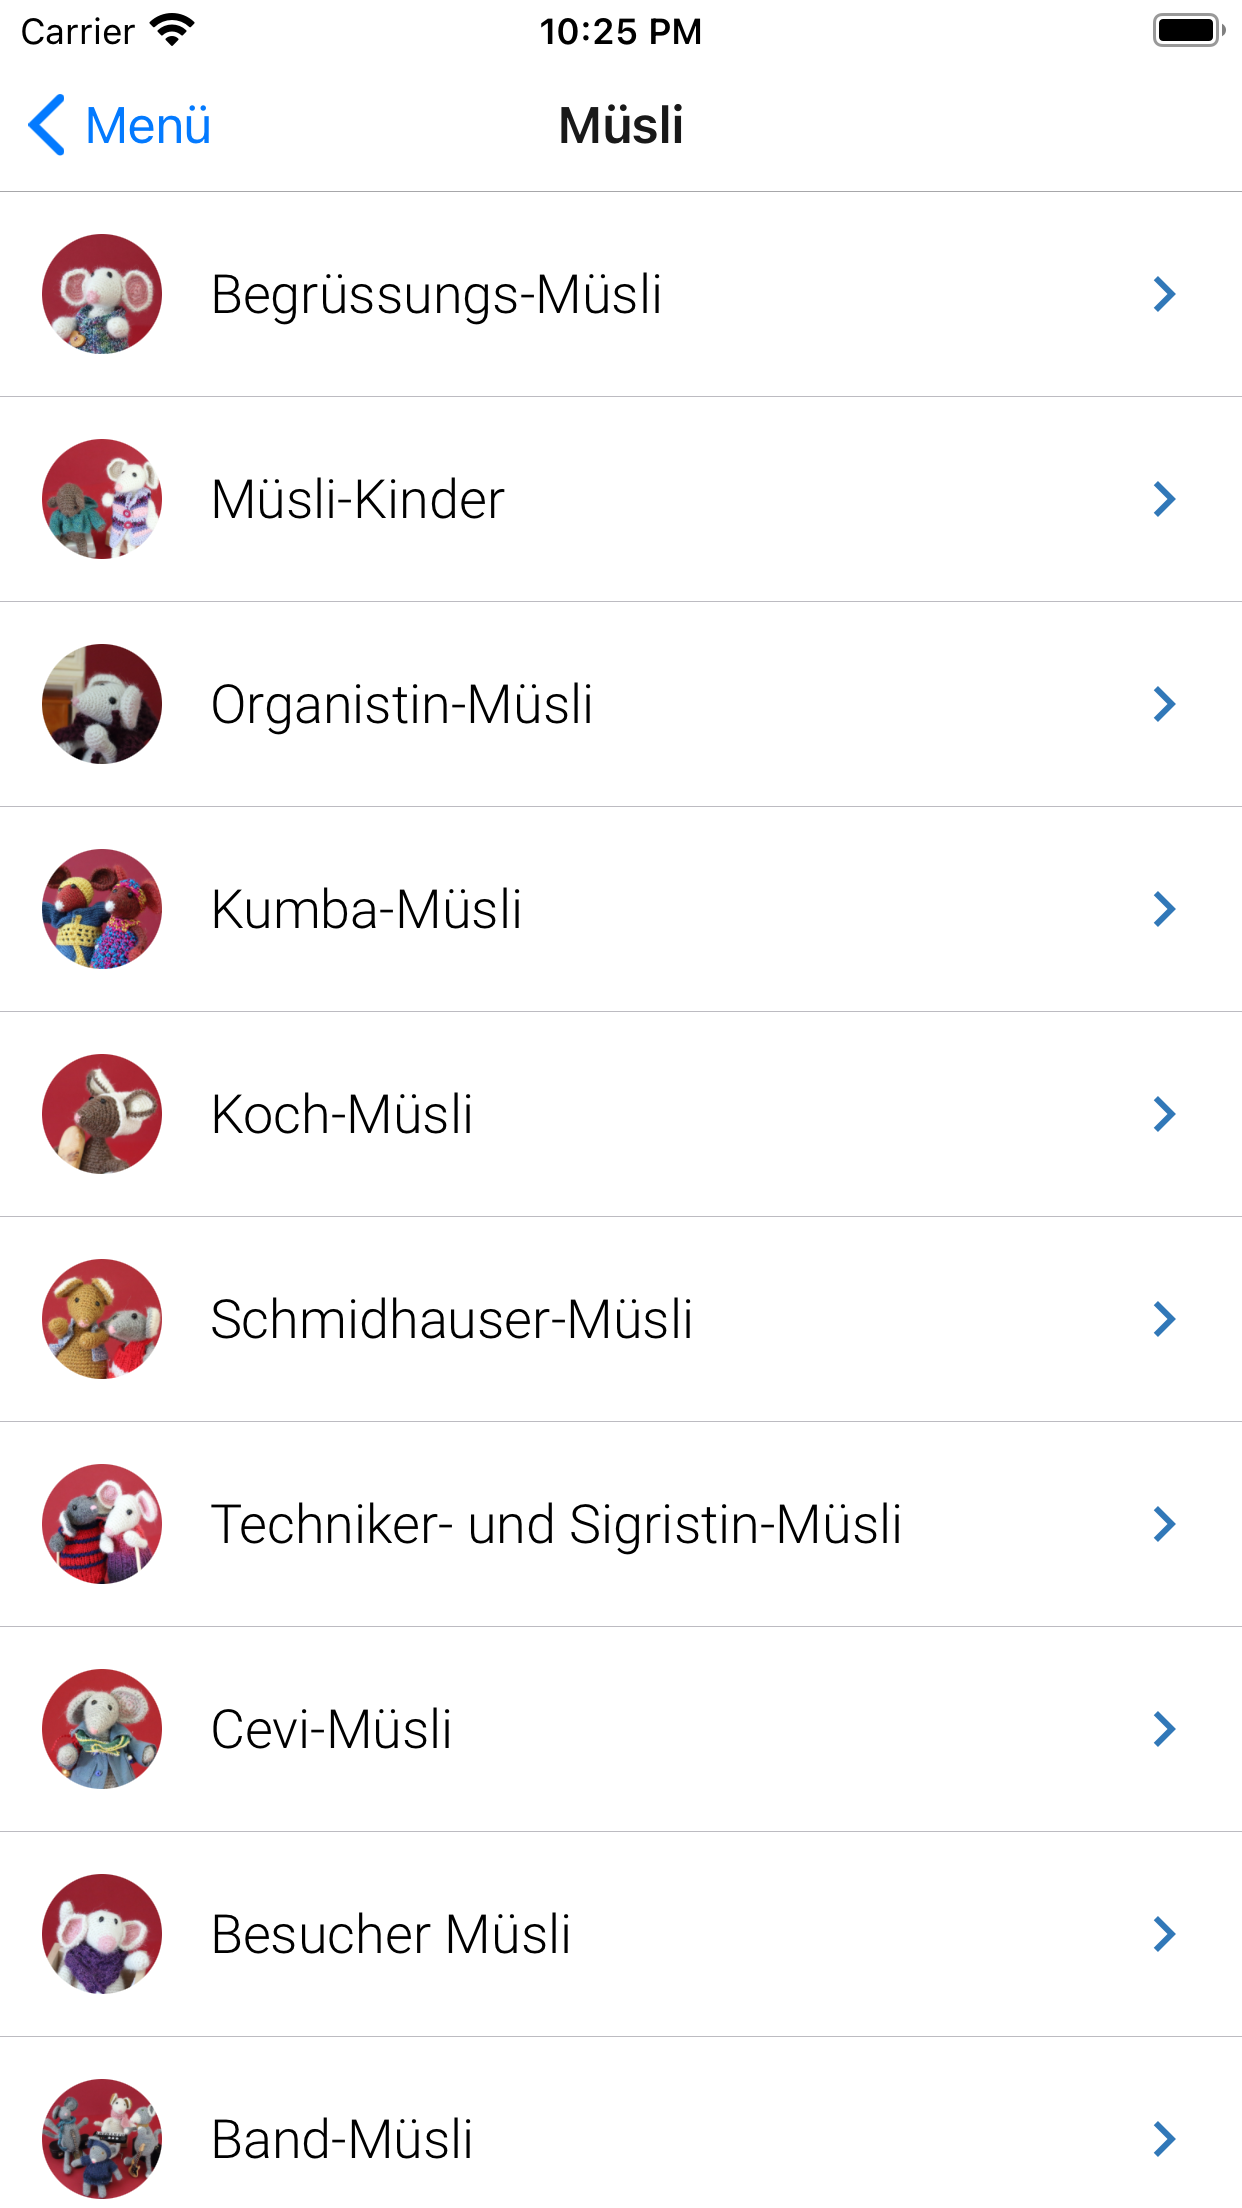 Carrier 10:25 PM
Menü Müsli
Begrüssungs-Müsli
Müsli-Kinder
Organistin-Müsli
Kumba-Müsli
Koch-Müsli
Schmidhauser-Müsli
Techniker- und Sigristin-Müsli
Cevi-Müsli
Besucher Müsli
Band-Müsli